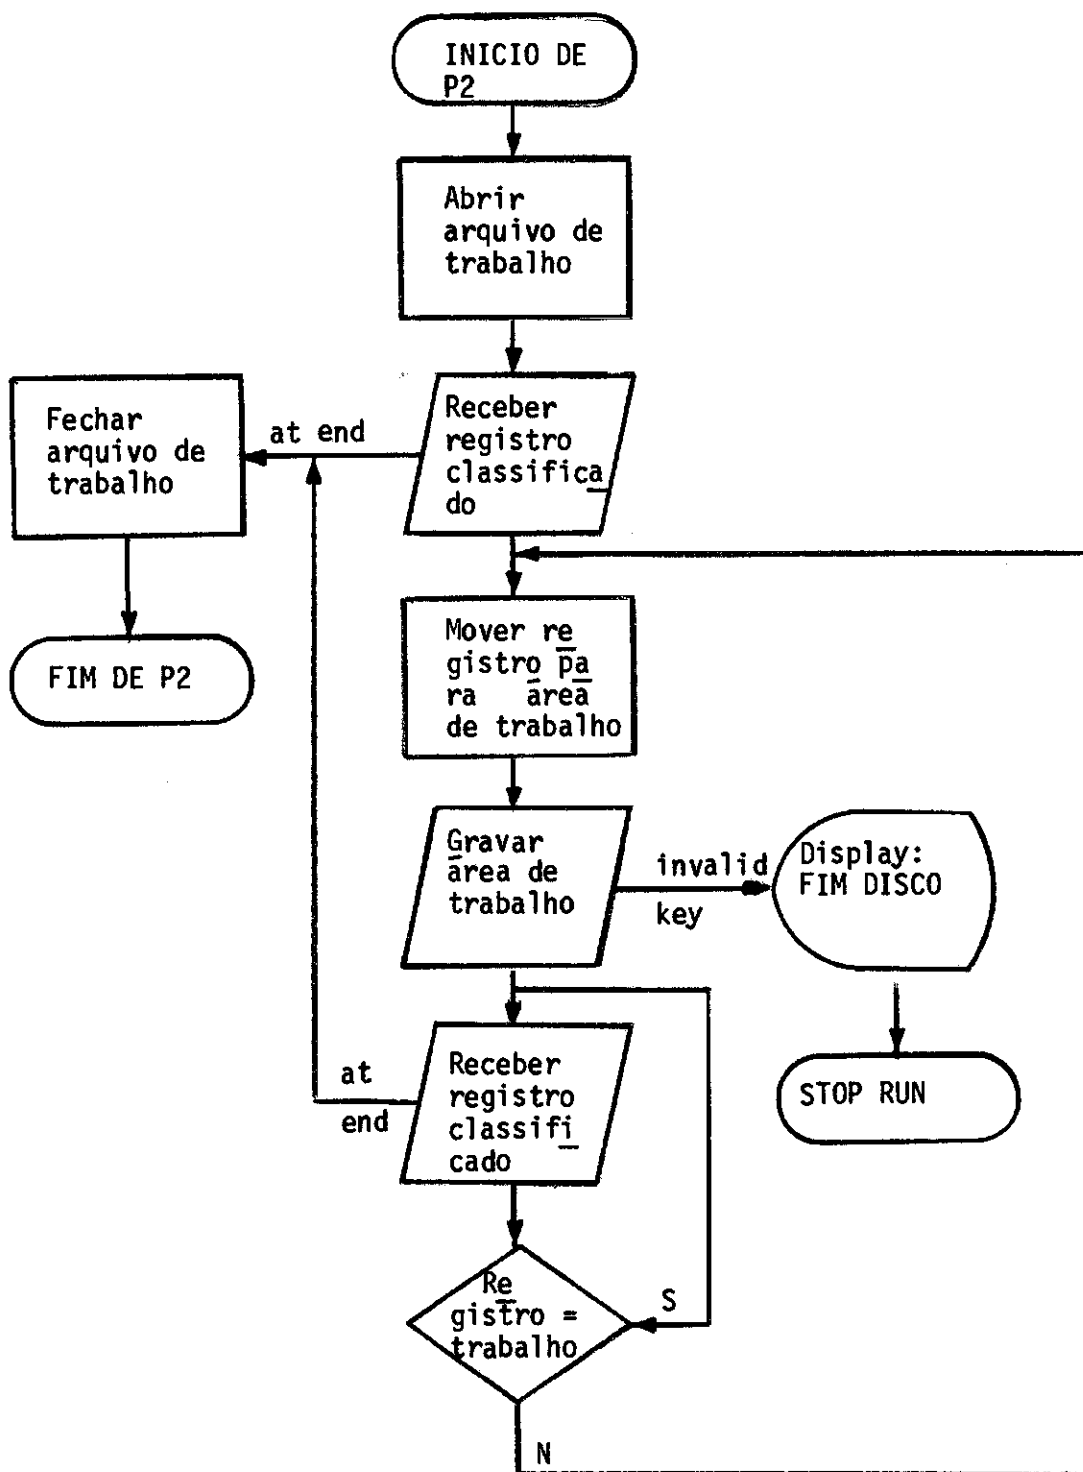 INICIO DE
P2
Abrir
arquivo de
trabalho
Receber
registro
classifica
do
at end
Fechar
arquivo de
trabalho
FIM DE P2
Mover re
gistro pa
ra área
de trabalho
Gravar
área de
trabalho
invalid
key
Display:
FIM DISCO
STOP RUN
Receber
registro
classifi
cado
at
end
Re
gistro =
trabalho
S
N